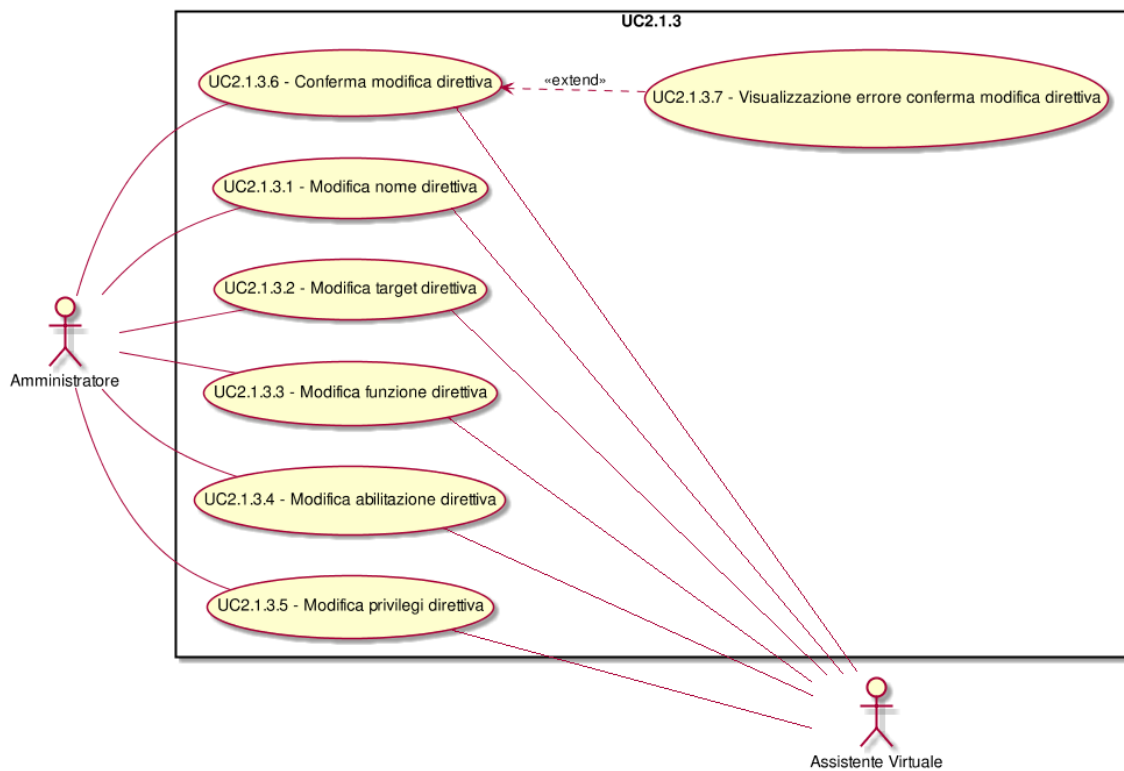 UC2.1.3
UC2.1.3.6 - Conferma modifica direttiva
«extend»
UC2.1.3.7 - Visualizzazione errore conferma modifica direttiva
UC2.1.3.1 - Modifica nome direttiva
UC2.1.3.2 - Modifica target direttiva
Amministratore
UC2.1.3.3 - Modifica funzione direttiva
UC2.1.3.4 - Modifica abilitazione direttiva
UC2.1.3.5 - Modifica privilegi direttiva
Assistente Virtuale